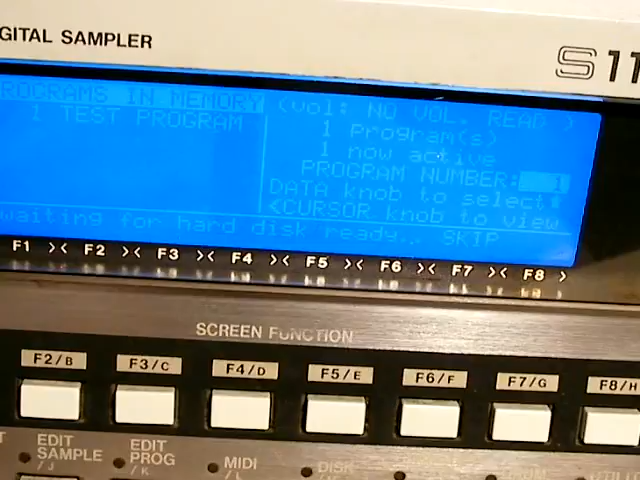 GITAL SAMPLER
S11
ROGRAMS IN MEMORY (vol: NO VOL. READ )
1 TEST PROGRAM
1 Program(s)
1 now active
PROGRAM NUMBER: 1
DATA knob to select
<CURSOR knob to view
waiting for hard disk ready.. SKIP
F1 >< F2 >< F3 >< F4 >< F5 >< F6 >< F7 >< F8 >
SCREEN FUNCTION
F2/B F3/C F4/D F5/E F6/F F7/G F8/H
EDIT SAMPLE /J
EDIT PROG /K
MIDI /L
DISK